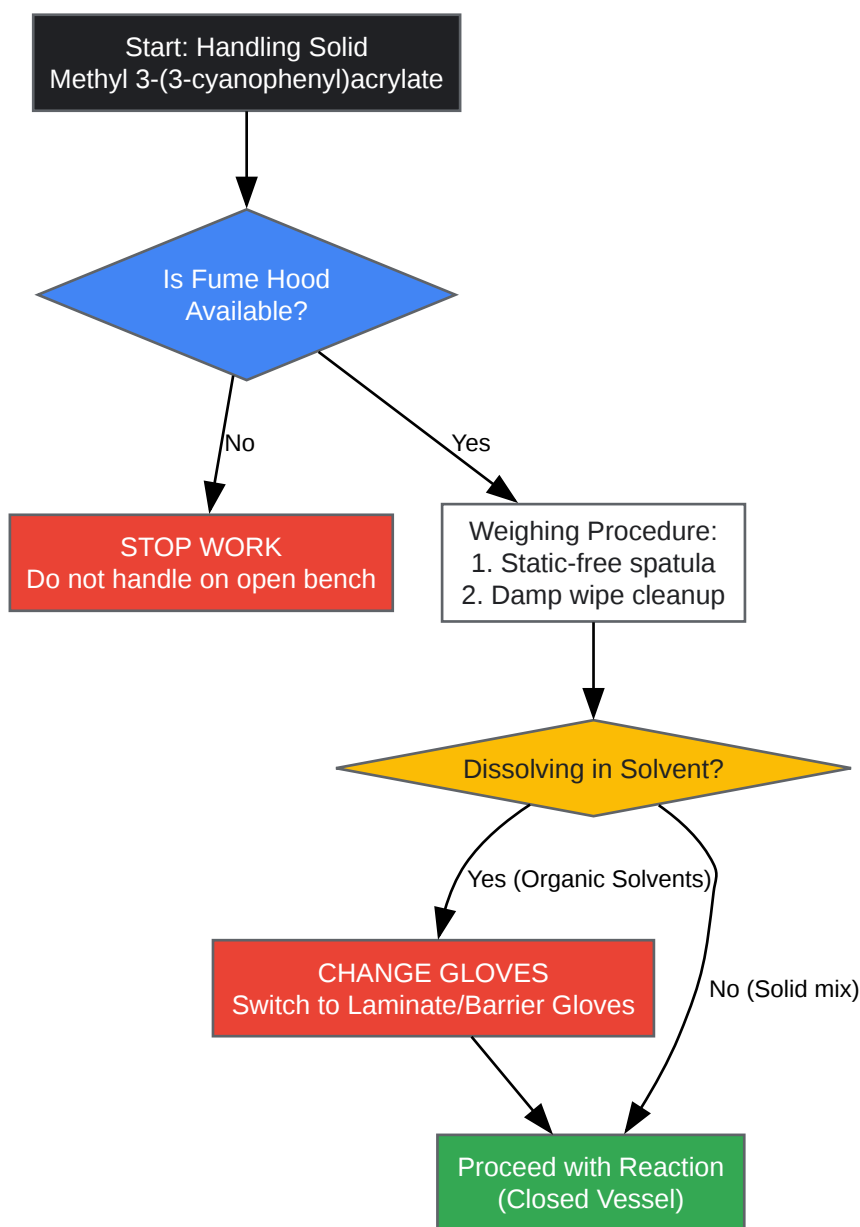 Start: Handling Solid
Methyl 3-(3-cyanophenyl)acrylate
Is Fume Hood
Available?
No
Yes
STOP WORK
Do not handle on open bench
Weighing Procedure:
1. Static-free spatula
2. Damp wipe cleanup
Dissolving in Solvent?
Yes (Organic Solvents)
CHANGE GLOVES
Switch to Laminate/Barrier Gloves
No (Solid mix)
Proceed with Reaction
(Closed Vessel)